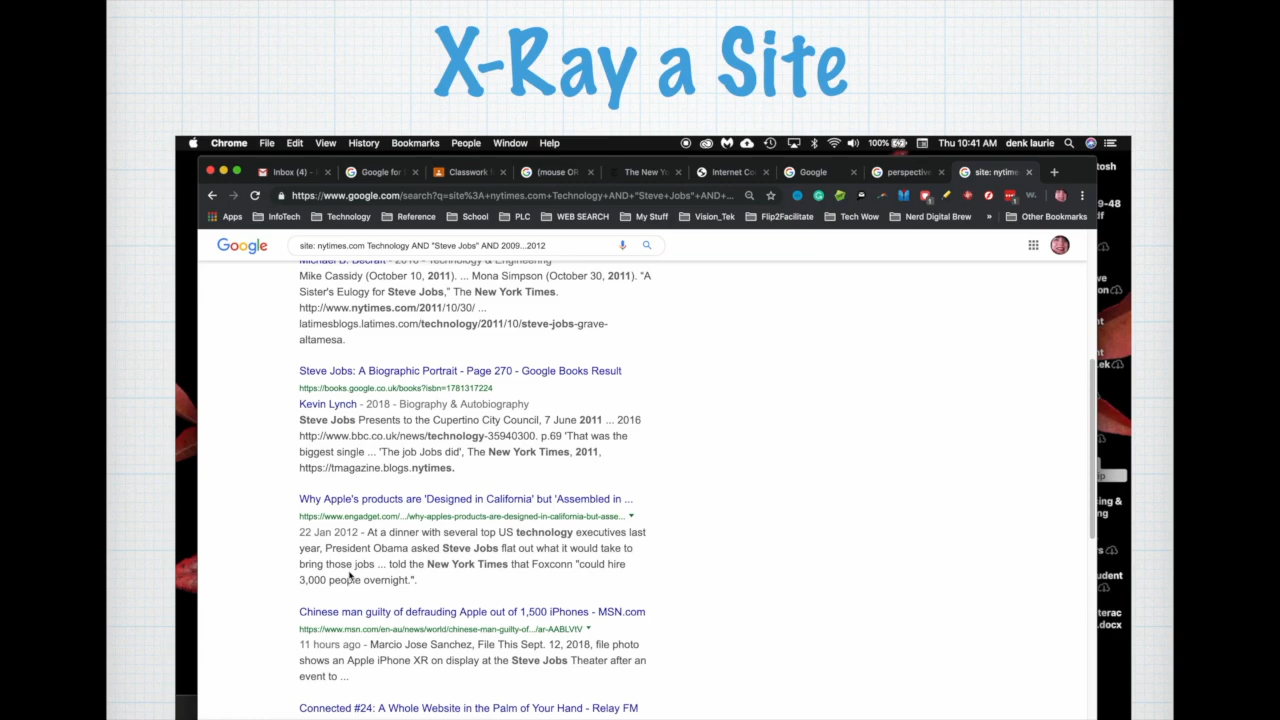 X-Ray a Site
Chrome File Edit View History Bookmarks People Window Help 100% Thu 10:41 AM denk laurie
Inbox (4) - Google for Classwork (mouse OR The New Yo Internet Co Google perspective site: nytime
https://www.google.com/search?q=site%3A+nytimes.com+Technology+AND+"Steve+Jobs"+AND+...
Apps InfoTech Technology Reference School PLC WEB SEARCH My Stuff Vision_Tek Flip2Facilitate Tech Wow Nerd Digital Brew » Other Bookmarks
Google site: nytimes.com Technology AND "Steve Jobs" AND 2009...2012
Mike Cassidy (October 10, 2011). ... Mona Simpson (October 30, 2011). "A
Sister's Eulogy for Steve Jobs," The New York Times.
http://www.nytimes.com/2011/10/30/ ...
latimesblogs.latimes.com/technology/2011/10/steve-jobs-grave-
altamesa.
Steve Jobs: A Biographic Portrait - Page 270 - Google Books Result
https://books.google.co.uk/books?isbn=1781317224
Kevin Lynch - 2018 - Biography & Autobiography
Steve Jobs Presents to the Cupertino City Council, 7 June 2011 ... 2016
http://www.bbc.co.uk/news/technology-35940300. p.69 'That was the
biggest single ... 'The job Jobs did', The New York Times, 2011,
https://tmagazine.blogs.nytimes.
Why Apple's products are 'Designed in California' but 'Assembled in ...
https://www.engadget.com/.../why-apples-products-are-designed-in-california-but-asse...
22 Jan 2012 - At a dinner with several top US technology executives last
year, President Obama asked Steve Jobs flat out what it would take to
bring those jobs ... told the New York Times that Foxconn "could hire
3,000 people overnight.".
Chinese man guilty of defrauding Apple out of 1,500 iPhones - MSN.com
https://www.msn.com/en-au/news/world/chinese-man-guilty-of.../ar-AABLVtV
11 hours ago - Marcio Jose Sanchez, File This Sept. 12, 2018, file photo
shows an Apple iPhone XR on display at the Steve Jobs Theater after an
event to ...
Connected #24: A Whole Website in the Palm of Your Hand - Relay FM